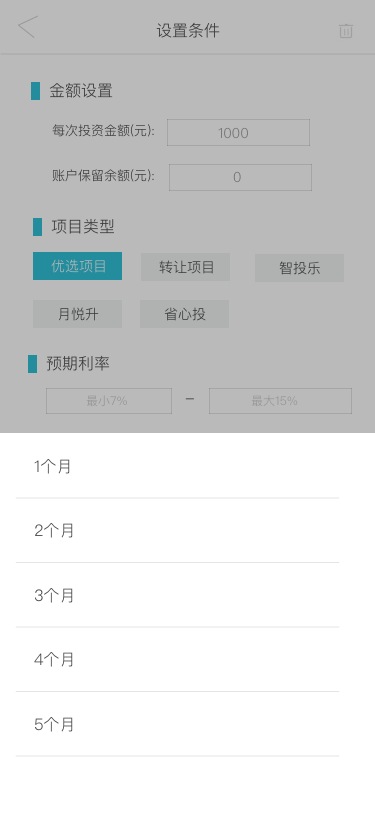 设置条件
金额设置
每次投资金额(元): 1000
账户保留余额(元): 0
项目类型
优选项目 转让项目 智投乐
月悦升 省心投
预期利率
最小7% – 最大15%
1个月
2个月
3个月
4个月
5个月